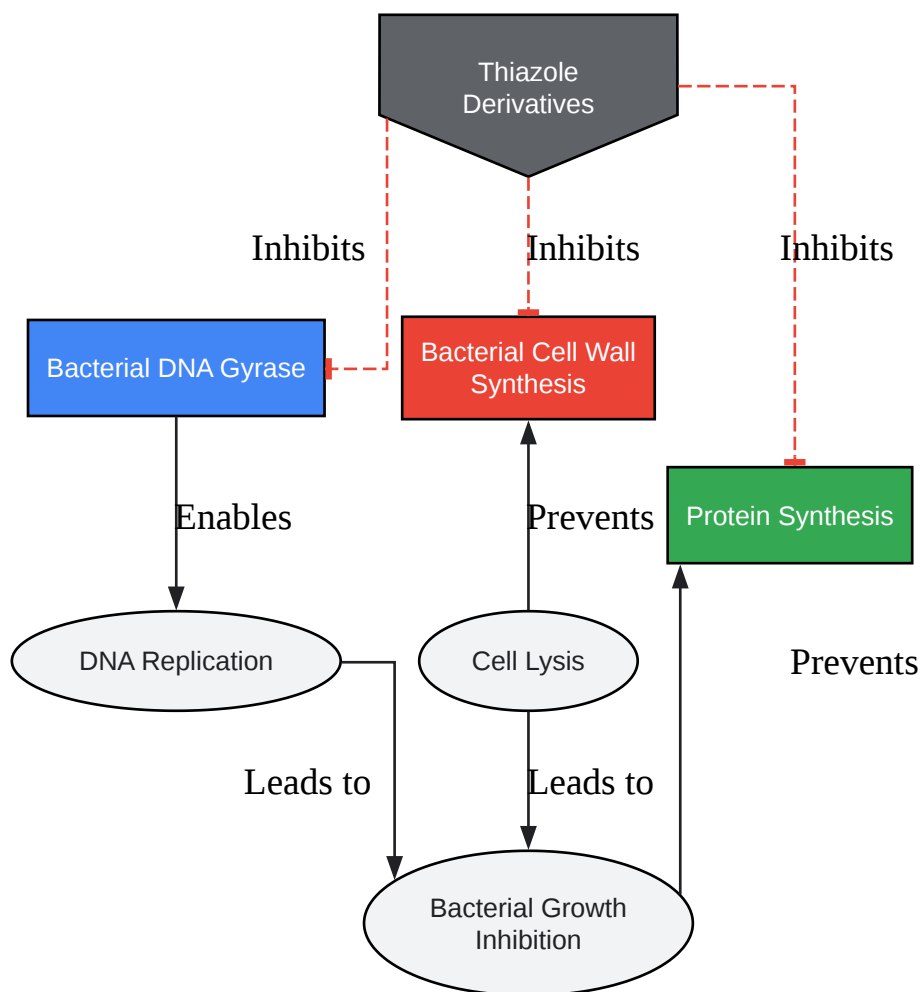 Thiazole
Derivatives
Inhibits
Inhibits
Inhibits
Bacterial DNA Gyrase
Bacterial Cell Wall
Synthesis
Enables
Prevents
Protein Synthesis
DNA Replication
Cell Lysis
Prevents
Leads to
Leads to
Bacterial Growth
Inhibition